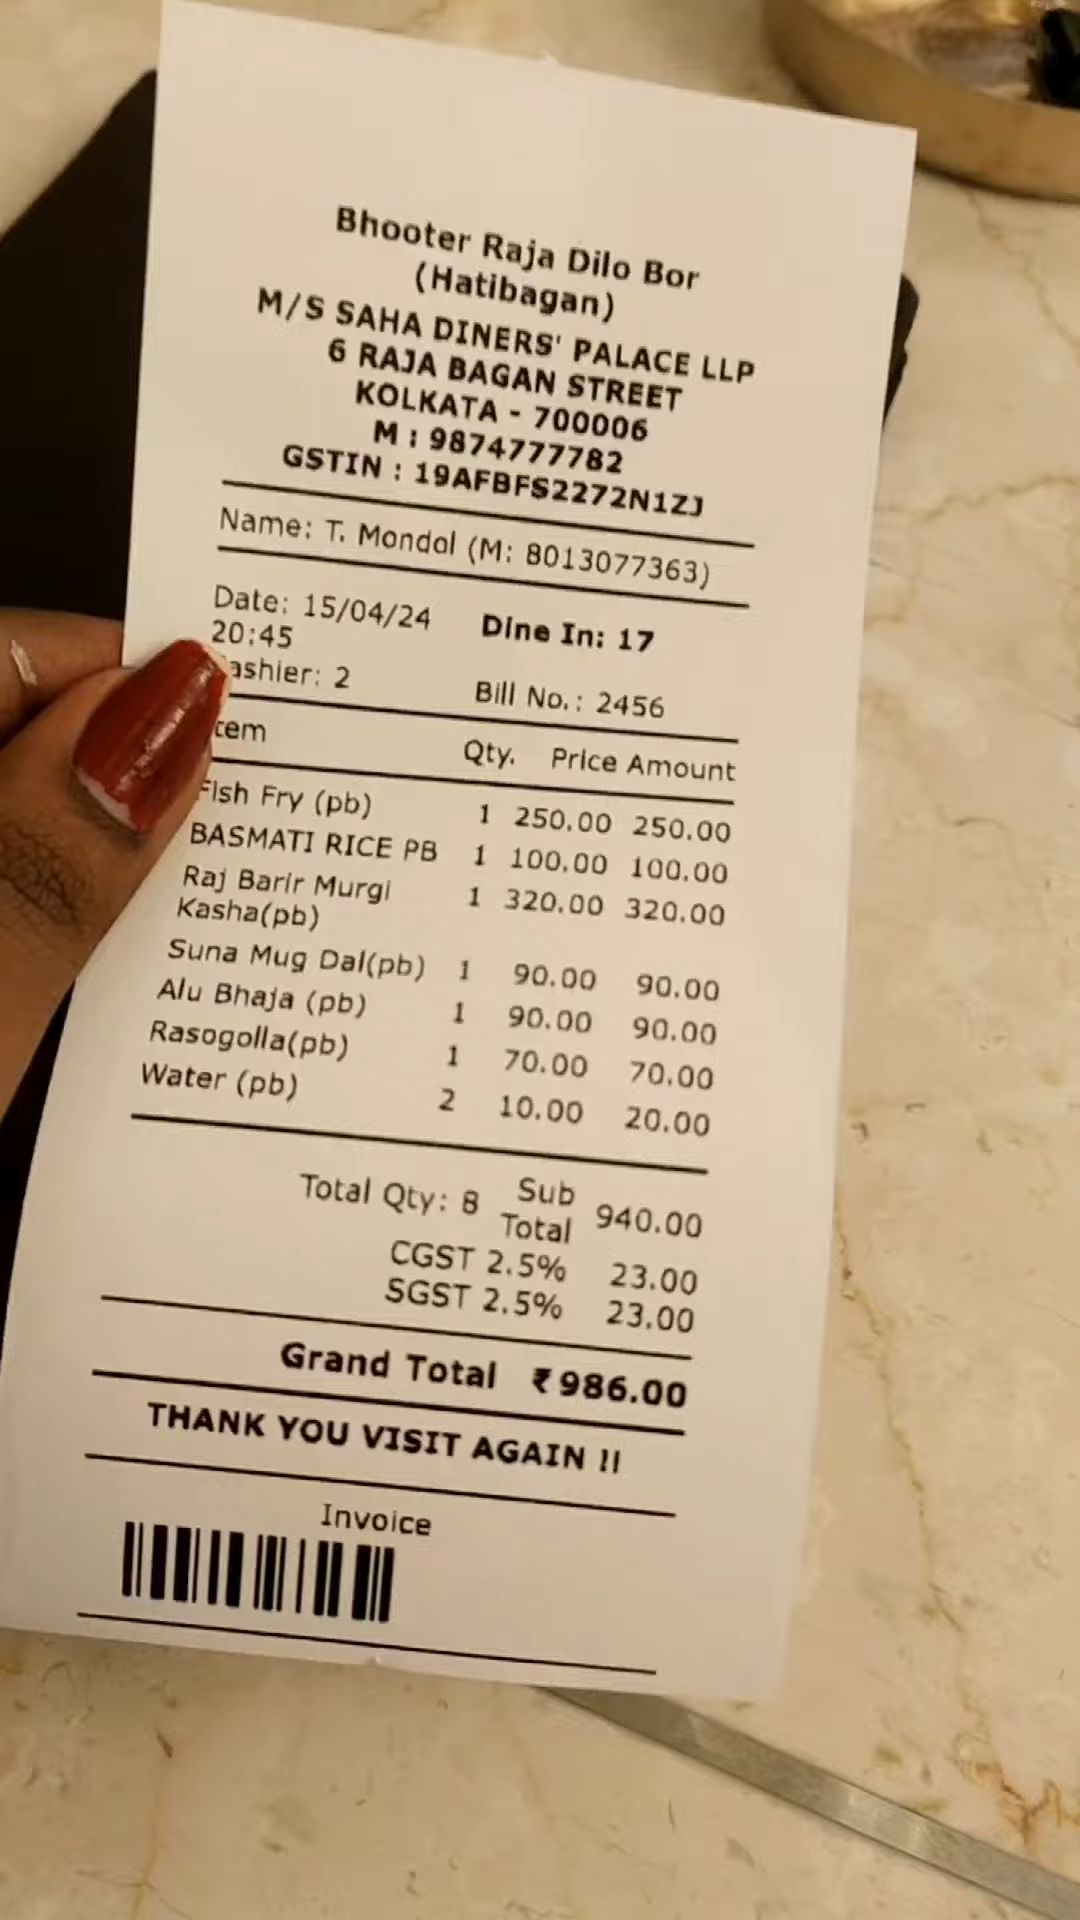 Bhooter Raja Dilo Bor
(Hatibagan)
M/S SAHA DINERS' PALACE LLP
6 RAJA BAGAN STREET
KOLKATA - 700006
M : 9874777782
GSTIN : 19AFBFS2272N1ZJ
Name: T. Mondol (M: 8013077363)
Date: 15/04/24 Dine In: 17
20:45
ashier: 2 Bill No.: 2456
tem Qty. Price Amount
Fish Fry (pb) 1 250.00 250.00
BASMATI RICE PB 1 100.00 100.00
Raj Barir Murgi 1 320.00 320.00
Kasha(pb)
Suna Mug Dal(pb) 1 90.00 90.00
Alu Bhaja (pb) 1 90.00 90.00
Rasogolla(pb) 1 70.00 70.00
Water (pb) 2 10.00 20.00
Total Qty: 8 Sub Total 940.00
CGST 2.5% 23.00
SGST 2.5% 23.00
Grand Total ₹986.00
THANK YOU VISIT AGAIN !!
Invoice